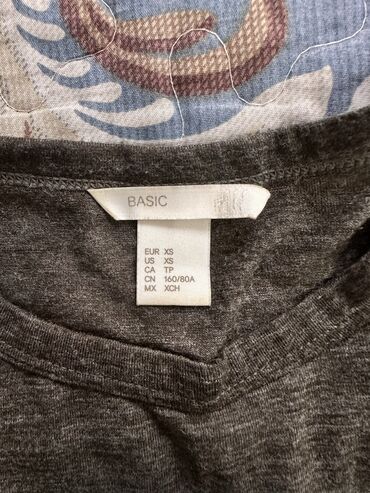 BASIC
EUR XS
US XS
CA TP
CN 160/80A
MX XCH